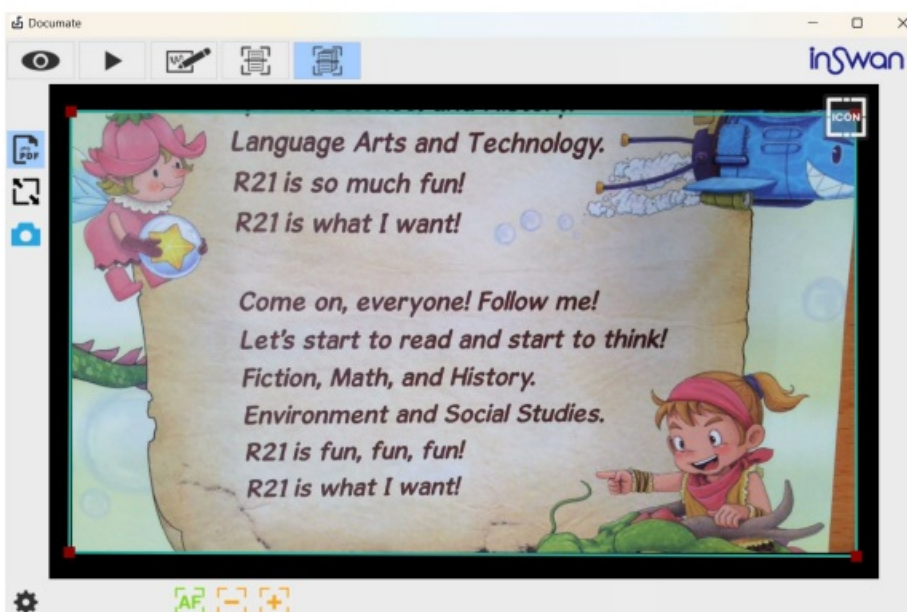 Documate
inSwan
PDF
ICON
Language Arts and Technology.
R21 is so much fun!
R21 is what I want!
Come on, everyone! Follow me!
Let's start to read and start to think!
Fiction, Math, and History.
Environment and Social Studies.
R21 is fun, fun, fun!
R21 is what I want!
AF